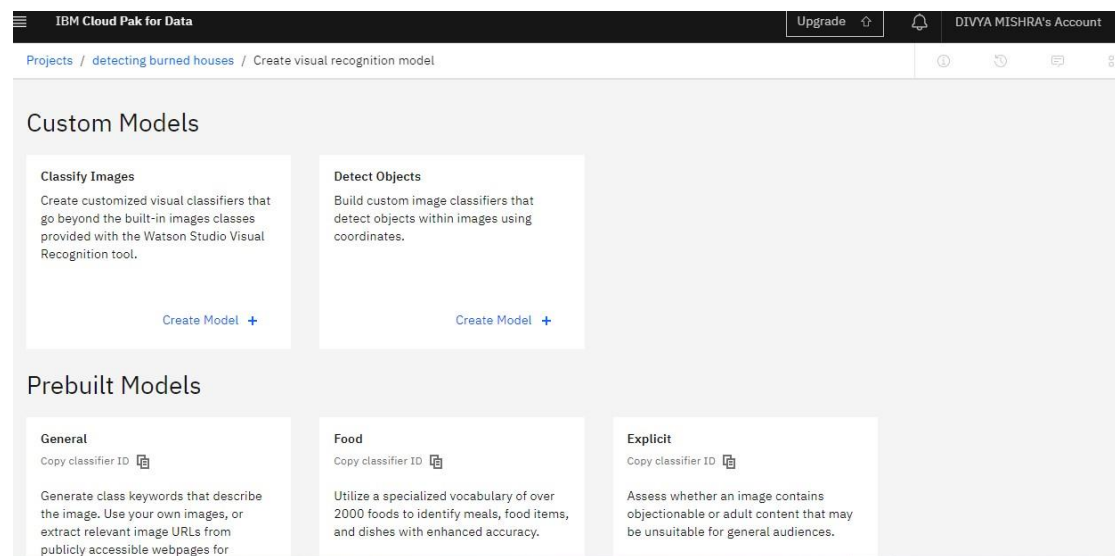 IBM Cloud Pak for Data
Upgrade
DIVYA MISHRA's Account
Projects / detecting burned houses / Create visual recognition model
Custom Models
Classify Images
Create customized visual classifiers that
go beyond the built-in images classes
provided with the Watson Studio Visual
Recognition tool.
Create Model +
Detect Objects
Build custom image classifiers that
detect objects within images using
coordinates.
Create Model +
Prebuilt Models
General
Copy classifier ID
Generate class keywords that describe
the image. Use your own images, or
extract relevant image URLs from
publicly accessible webpages for
Food
Copy classifier ID
Utilize a specialized vocabulary of over
2000 foods to identify meals, food items,
and dishes with enhanced accuracy.
Explicit
Copy classifier ID
Assess whether an image contains
objectionable or adult content that may
be unsuitable for general audiences.